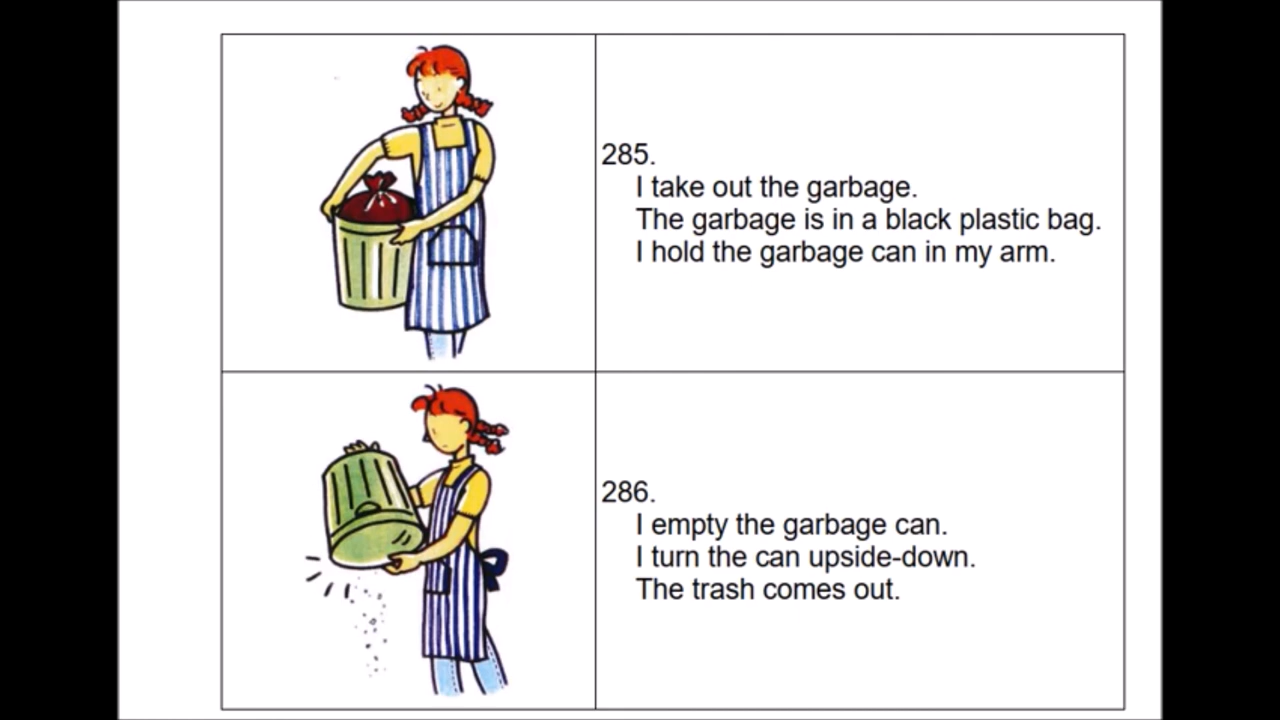 285.
I take out the garbage.
The garbage is in a black plastic bag.
I hold the garbage can in my arm.
286.
I empty the garbage can.
I turn the can upside-down.
The trash comes out.